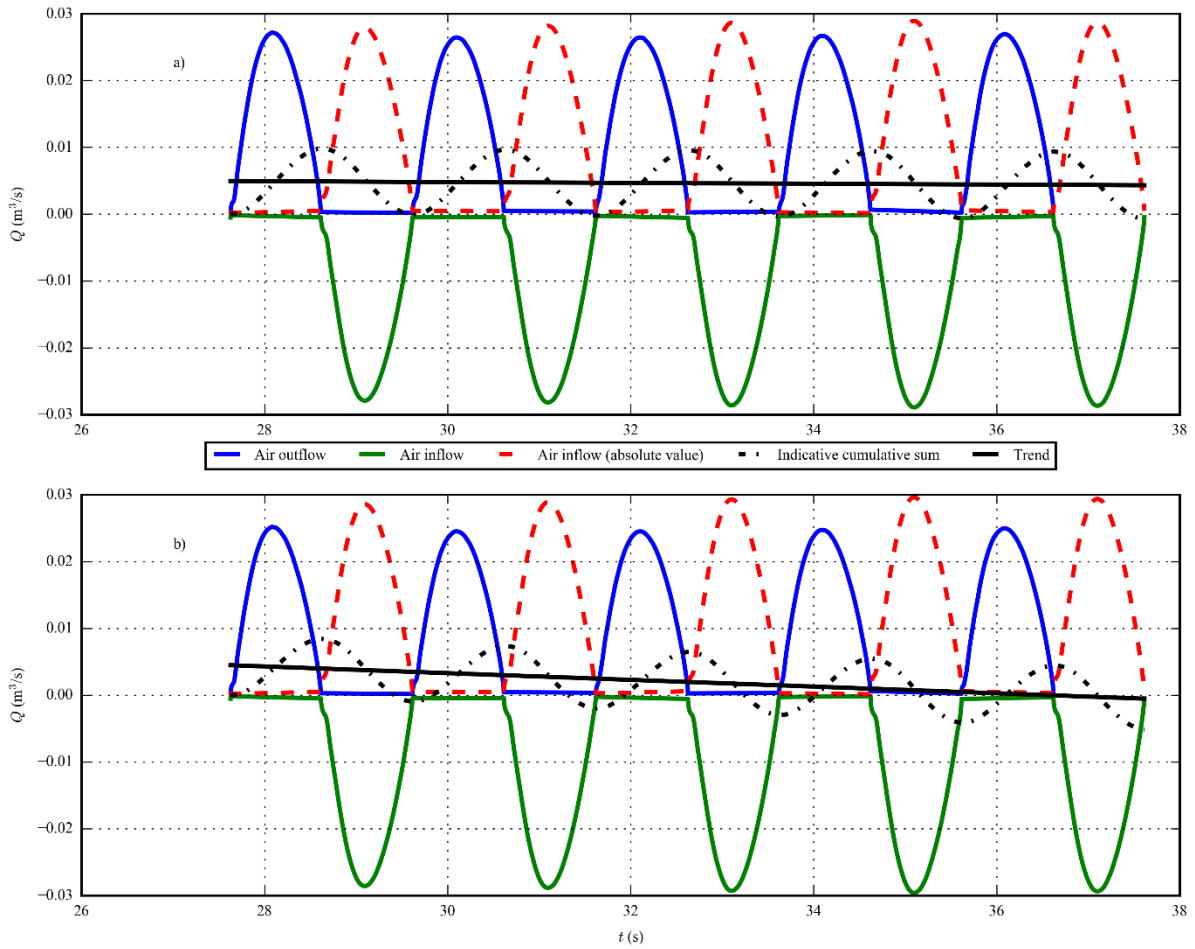 0.03
a)
0.02
0.01
Q (m³/s)
0.00
−0.01
−0.02
−0.03
26 28 30 32 34 36 38
Air outflow Air inflow Air inflow (absolute value) Indicative cumulative sum Trend
0.03
b)
0.02
0.01
Q (m³/s)
0.00
−0.01
−0.02
−0.03
26 28 30 32 34 36 38
t (s)